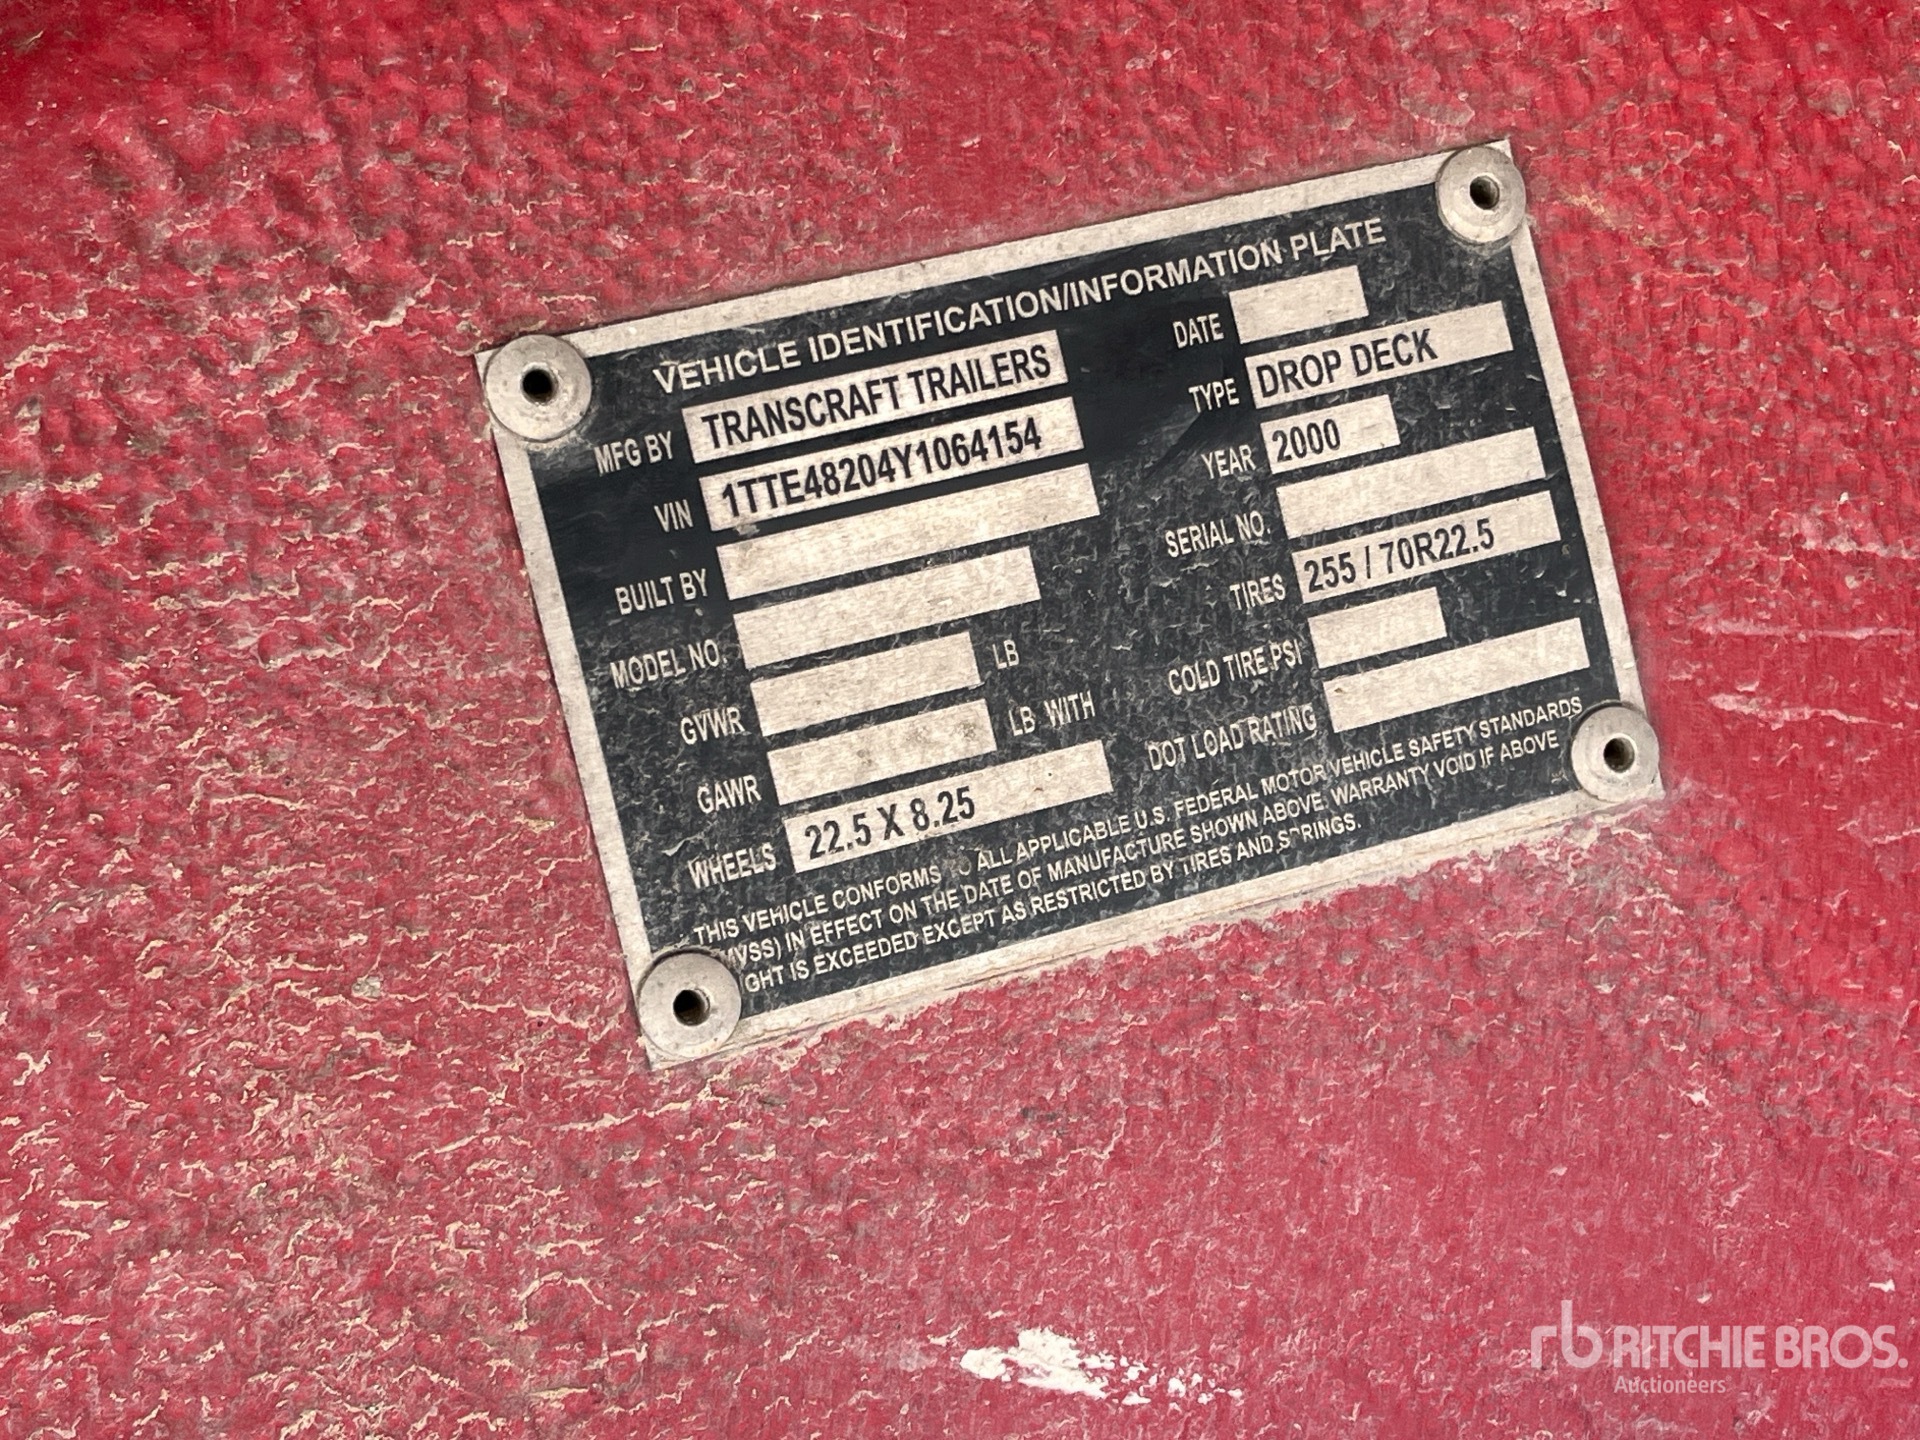 VEHICLE IDENTIFICATION/INFORMATION PLATE
MFG BY TRANSCRAFT TRAILERS
VIN 1TTE48204Y1064154
BUILT BY
MODEL NO.
GVWR LB
GAWR LB WITH
WHEELS 22.5 X 8.25
DATE
TYPE DROP DECK
YEAR 2000
SERIAL NO.
TIRES 255 / 70R22.5
COLD TIRE PSI
DOT LOAD RATING
THIS VEHICLE CONFORMS ALL APPLICABLE U.S. FEDERAL MOTOR VEHICLE SAFETY STANDARDS
MVSS) IN EFFECT ON THE DATE OF MANUFACTURE SHOWN ABOVE. WARRANTY VOID IF ABOVE
GHT IS EXCEEDED EXCEPT AS RESTRICTED BY TIRES AND SPRINGS.
rb RITCHIE BROS.
Auctioneers